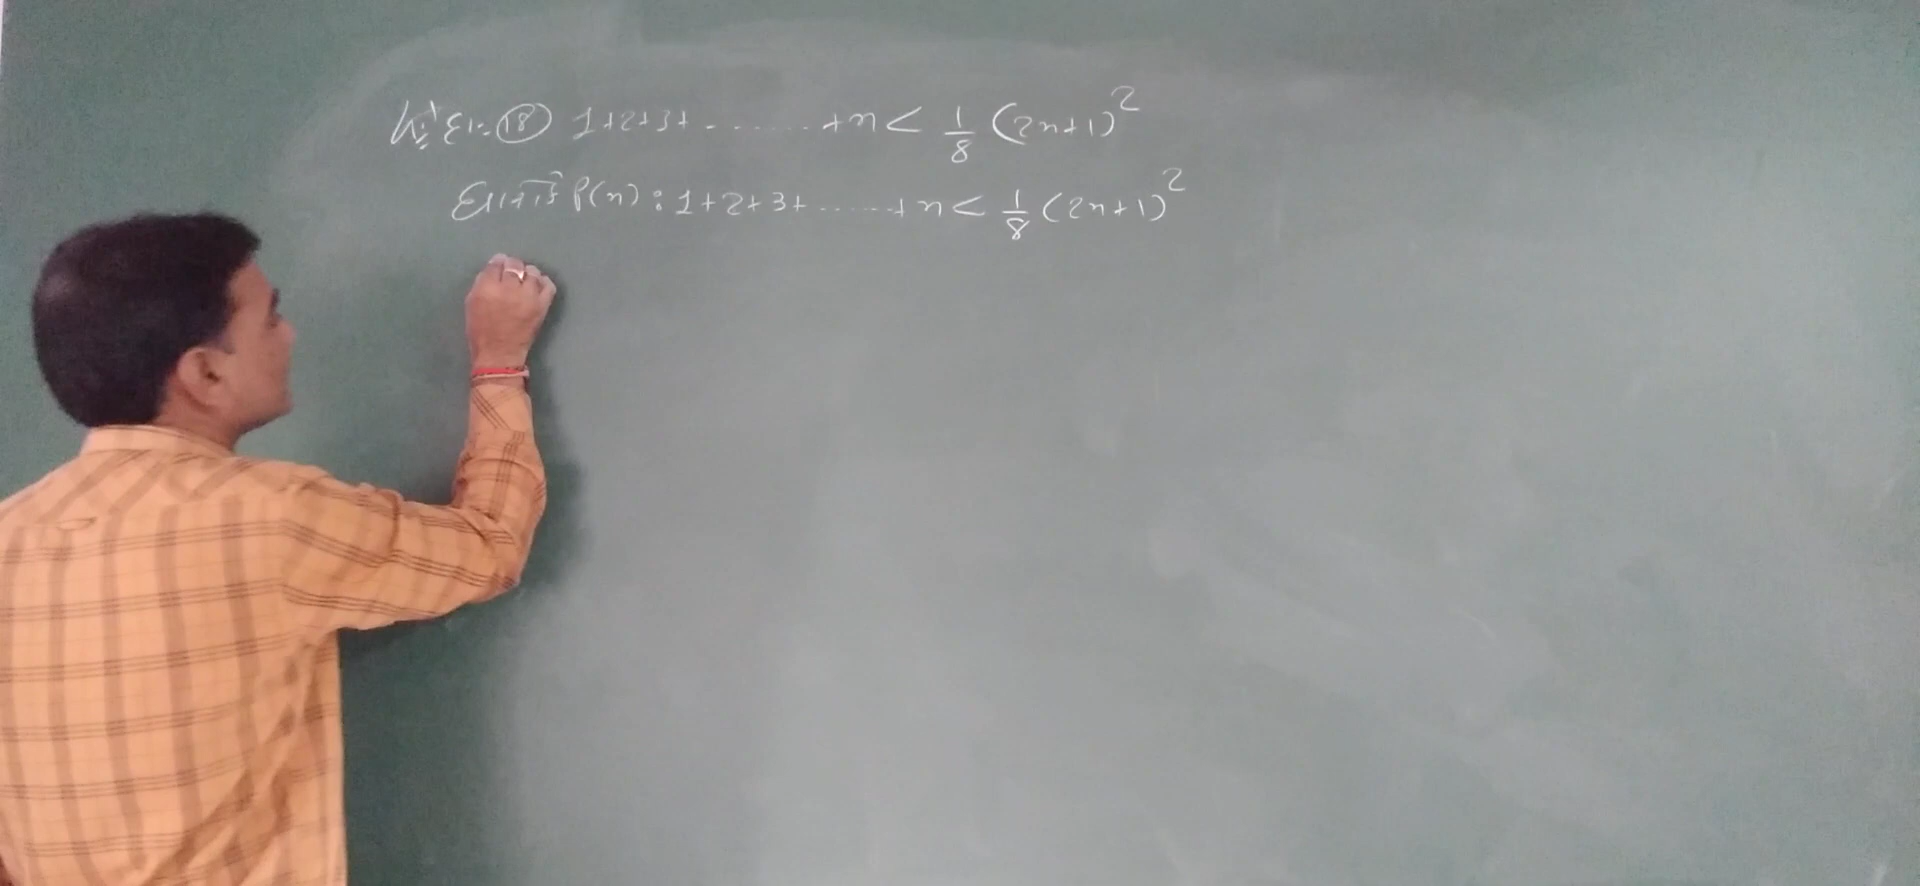 (18) 1+2+3+ ........ +n < 1/8 (2n+1)²
P(n) : 1+2+3+ ......+n < 1/8 (2n+1)²